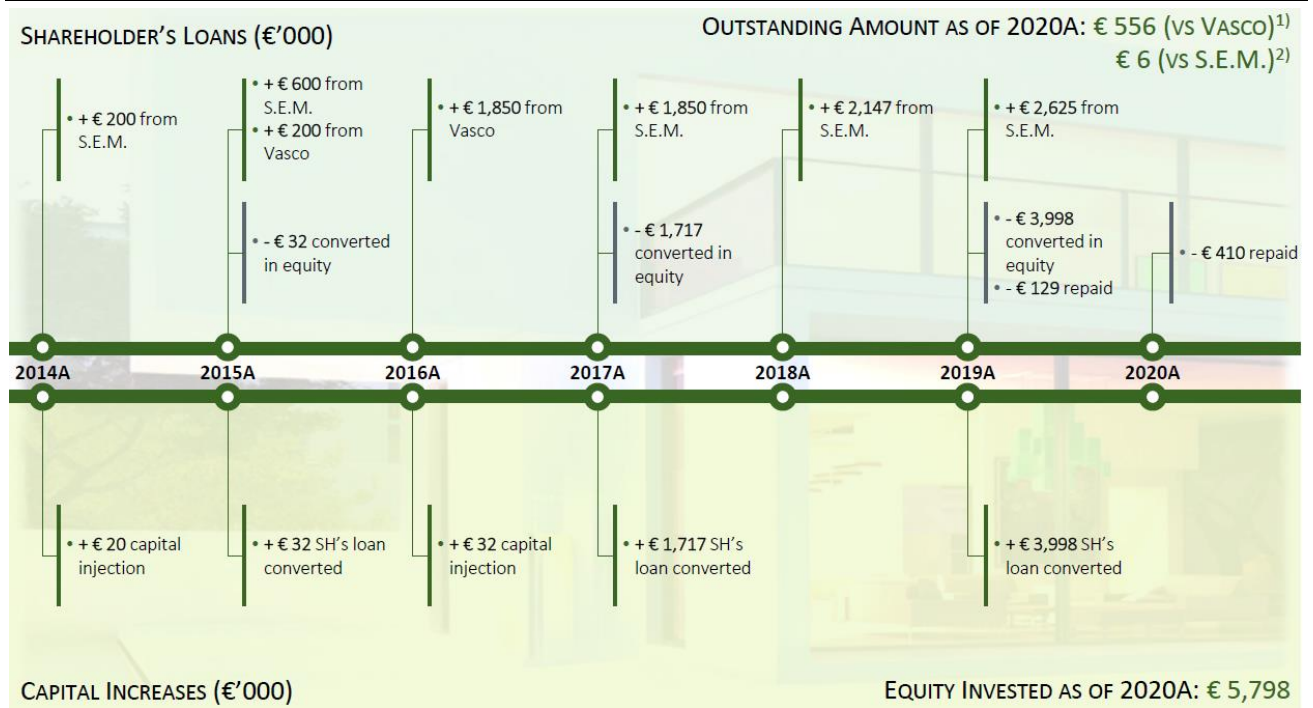 SHAREHOLDER'S LOANS (€'000)
OUTSTANDING AMOUNT AS OF 2020A: € 556 (VS VASCO)1)
€ 6 (VS S.E.M.)2)
• + € 200 from
S.E.M.
• + € 600 from
S.E.M.
• + € 200 from
Vasco
• + € 1,850 from
Vasco
• + € 1,850 from
S.E.M.
• + € 2,147 from
S.E.M.
• + € 2,625 from
S.E.M.
• - € 32 converted
in equity
• - € 1,717
converted in
equity
• - € 3,998
converted in
equity
• - € 129 repaid
• - € 410 repaid
2014A
2015A
2016A
2017A
2018A
2019A
2020A
• + € 20 capital
injection
• + € 32 SH's loan
converted
• + € 32 capital
injection
• + € 1,717 SH's
loan converted
• + € 3,998 SH's
loan converted
CAPITAL INCREASES (€'000)
EQUITY INVESTED AS OF 2020A: € 5,798